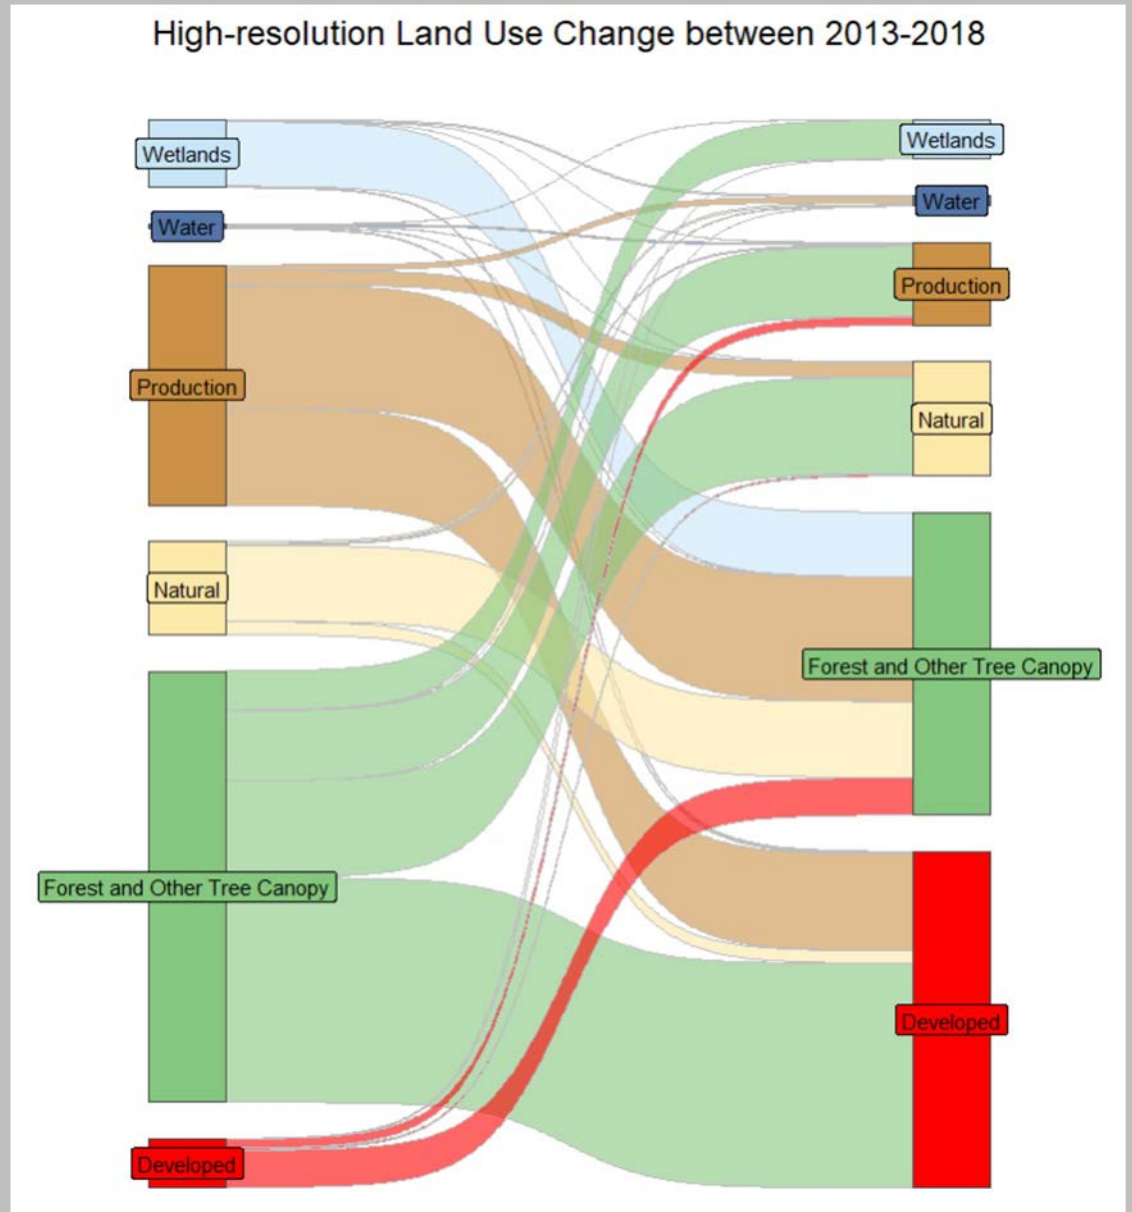 High-resolution Land Use Change between 2013-2018
Wetlands
Water
Production
Natural
Forest and Other Tree Canopy
Developed
Wetlands
Water
Production
Natural
Forest and Other Tree Canopy
Developed